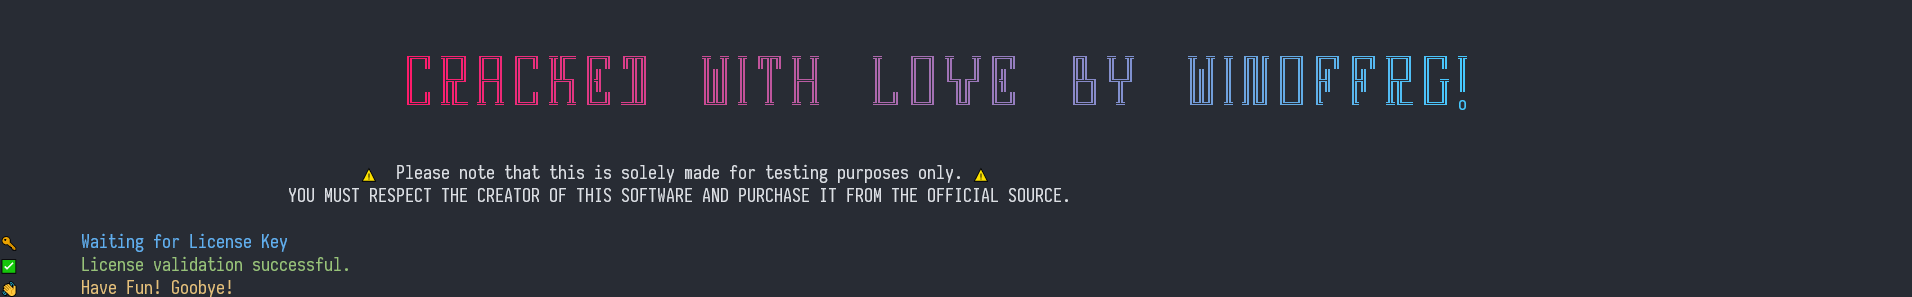 CRACKED WITH LOVE BY WINOFFRG!
Please note that this is solely made for testing purposes only.
YOU MUST RESPECT THE CREATOR OF THIS SOFTWARE AND PURCHASE IT FROM THE OFFICIAL SOURCE.
Waiting for License Key
License validation successful.
Have Fun! Goobye!